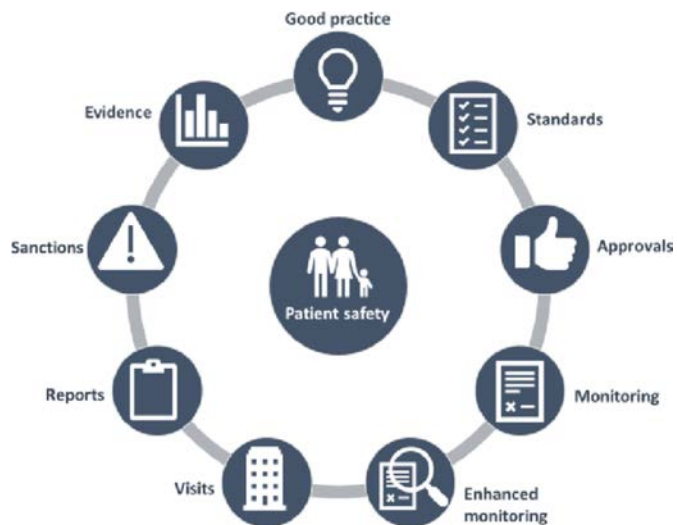 Good practice
Standards
Approvals
Monitoring
Enhanced
monitoring
Visits
Reports
Sanctions
Evidence
Patient safety